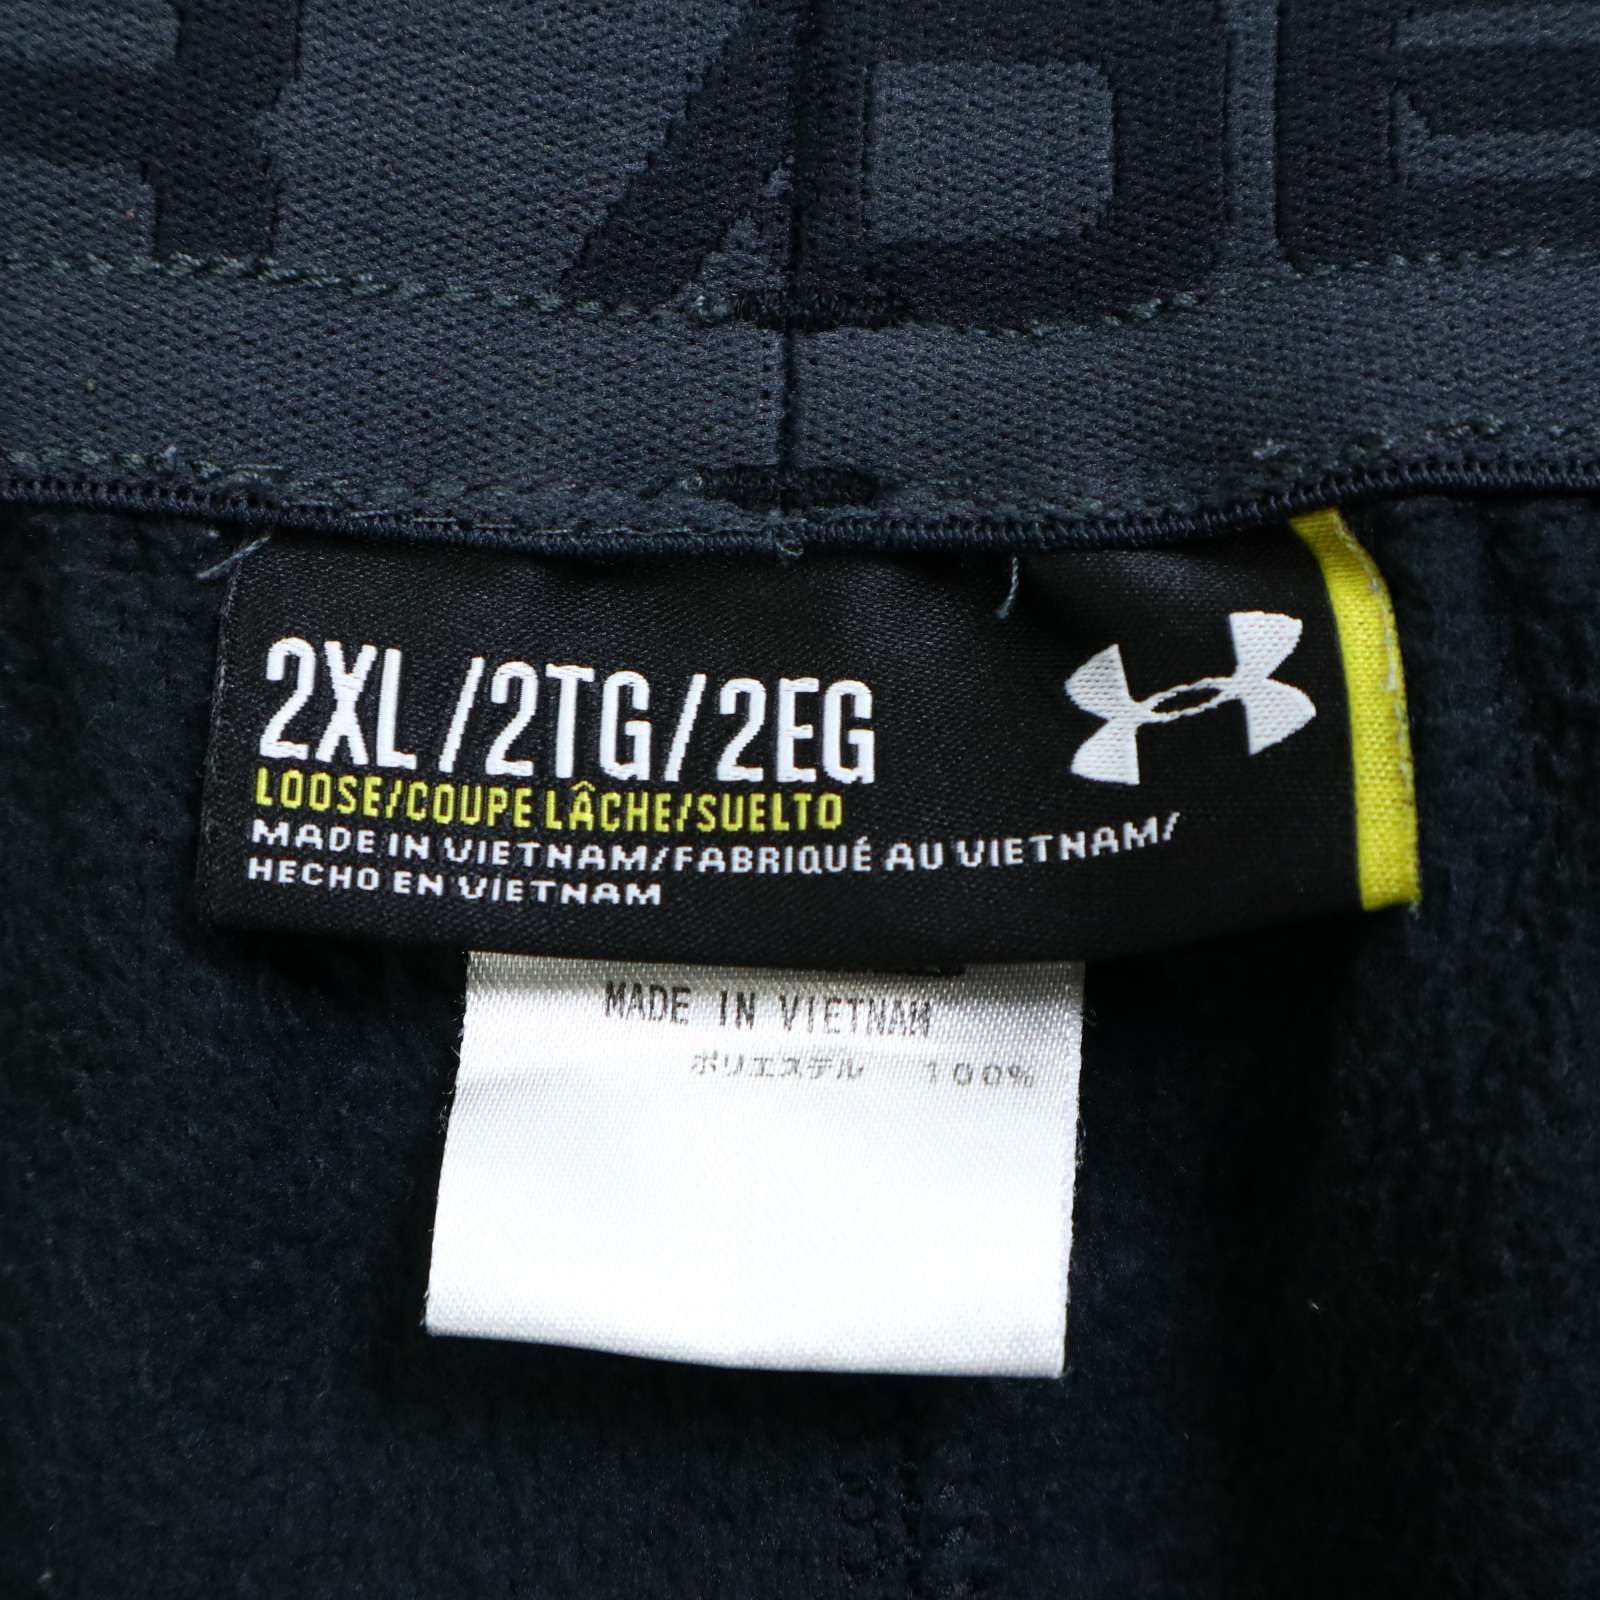 2XL/2TG/2EG
LOOSE/COUPE LÂCHE/SUELTO
MADE IN VIETNAM/FABRIQUÉ AU VIETNAM/
HECHO EN VIETNAM
MADE IN VIETNAM
ポリエステル 100%